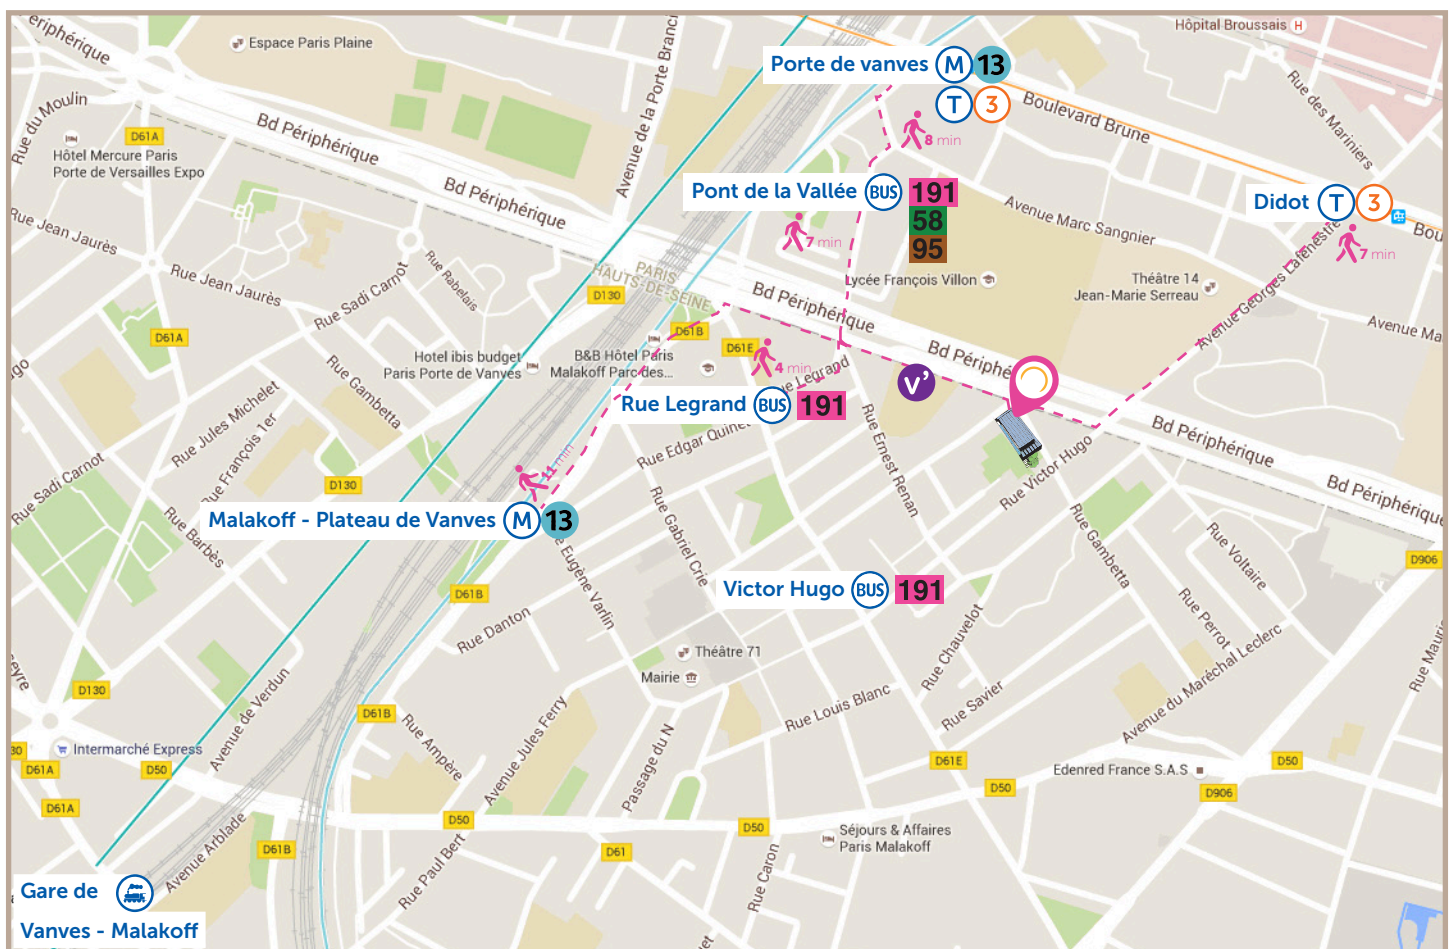 eriphérique
Espace Paris Plaine
Avenue de la Porte Branci
Hôpital Broussais H
Porte de vanves M 13
T 3
Boulevard Brune
Rue des Mariniers
8 min
Rue du Moulin
D61A
Hôtel Mercure Paris
Porte de Versailles Expo
Bd Périphérique
Bd Périphérique
Pont de la Vallée BUS 191
58
95
7 min
Avenue Marc Sangnier
Didot T 3
Bou
7 min
Rue Jean Jaurès
Rue Jean Jaurès
Rue Sadi Carnot
Rue Rabelais
PARIS
HAUTS-DE-SEINE
D130
Lycée François Villon
Théâtre 14
Jean-Marie Serreau
Avenue Georges Lafenestre
Avenue Ma
Bd Périphérique
D61A
D61B
D61E
Hotel ibis budget
Paris Porte de Vanves
B&B Hôtel Paris
Malakoff Parc des...
4 min
ue Legrand
Bd Périphé
V'
Rue Legrand BUS 191
go
Rue Gambetta
Rue Jules Michelet
Rue François 1er
Rue Edgar Quinet
Rue Ernest Renan
Rue Victor Hugo
Bd Périphérique
Bd Périphérique
Rue Sadi Carnot
D130
11 min
Rue Barbès
Malakoff - Plateau de Vanves M 13
Rue Gabriel Crie
e Eugène Varlin
Rue Gambetta
Rue Voltaire
D906
Victor Hugo BUS 191
D61B
Rue Danton
Rue Chauvelot
Rue Perrot
Théâtre 71
Mairie
Rue Mauri
eyre
D130
Avenue de Verdun
D61B
Rue Ampère
Avenue Jules Ferry
Passage du N
Rue Louis Blanc
Rue Savier
Avenue du Maréchal Leclerc
30
Intermarché Express
D61A
D50
D61E
Edenred France S.A.S
D50
D50
D906
D61A
D50
D50
Séjours & Affaires
Paris Malakoff
Avenue Arblade
D61B
Rue Paul Bert
D61
Rue Caron
Gare de
Vanves - Malakoff
uet